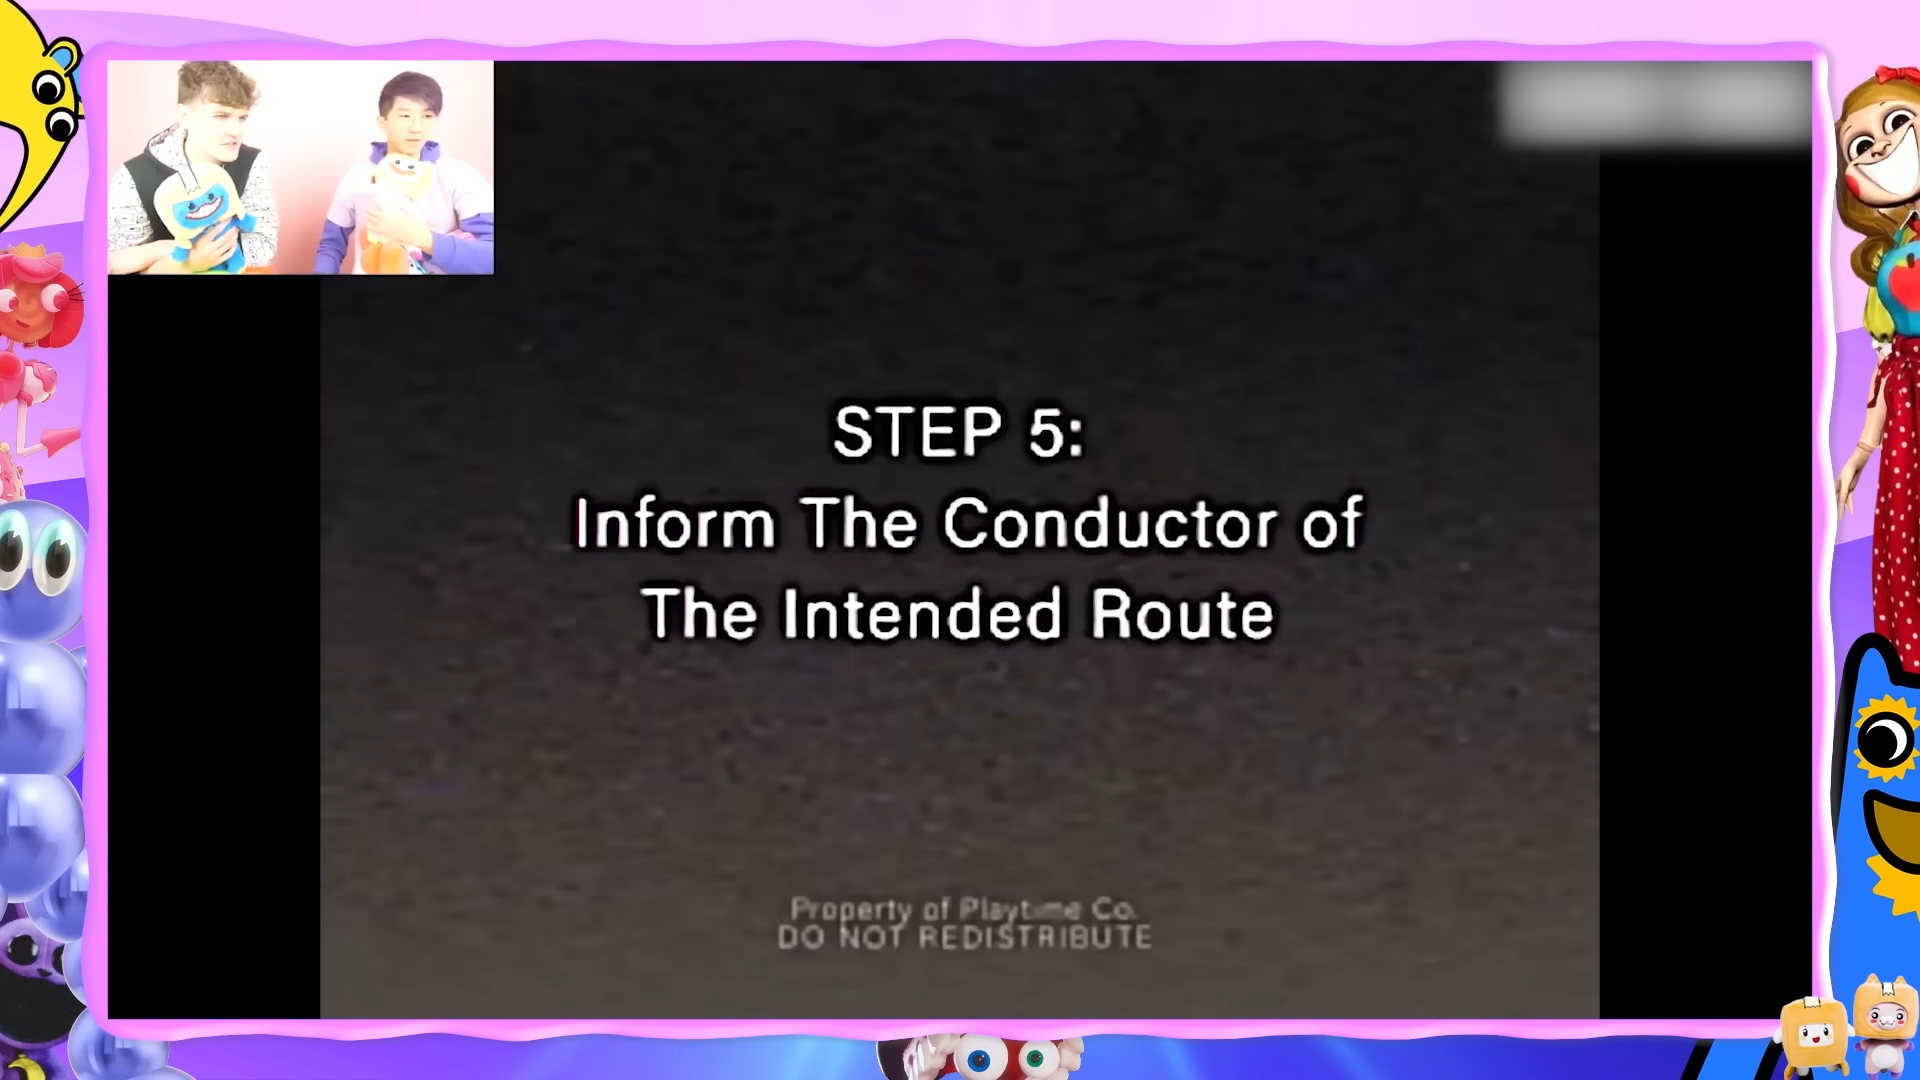 STEP 5:
Inform The Conductor of
The Intended Route
Property of Playtime Co.
DO NOT REDISTRIBUTE